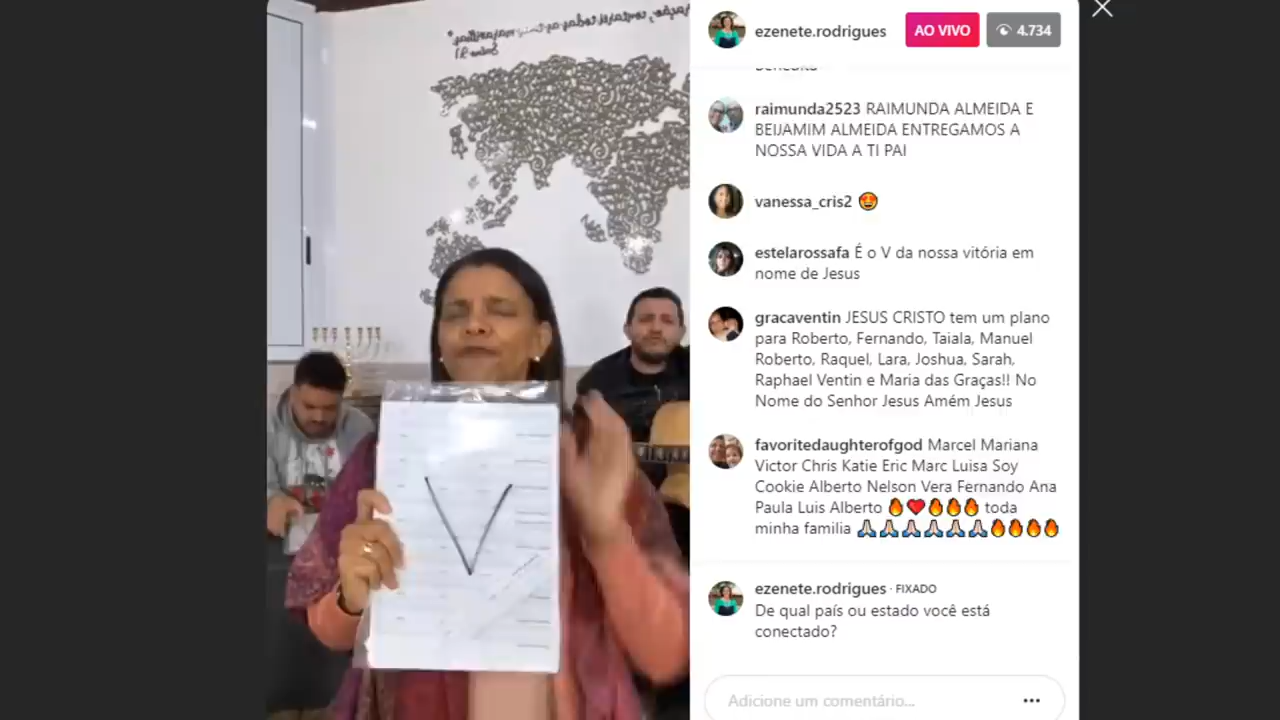 ezenete.rodrigues AO VIVO 4.734
raimunda2523 RAIMUNDA ALMEIDA E
BEIJAMIM ALMEIDA ENTREGAMOS A
NOSSA VIDA A TI PAI
vanessa_cris2 🤩
estelarossafa É o V da nossa vitória em
nome de Jesus
gracaventin JESUS CRISTO tem um plano
para Roberto, Fernando, Taiala, Manuel
Roberto, Raquel, Lara, Joshua, Sarah,
Raphael Ventin e Maria das Graças!! No
Nome do Senhor Jesus Amém Jesus
favoritedaughterofgod Marcel Mariana
Victor Chris Katie Eric Marc Luisa Soy
Cookie Alberto Nelson Vera Fernando Ana
Paula Luis Alberto 🔥❤️🔥🔥🔥 toda
minha familia 🙏🏻🙏🏻🙏🏻🙏🏻🙏🏻🙏🏻🙏🏻🔥🔥🔥🔥
ezenete.rodrigues · FIXADO
De qual país ou estado você está
conectado?
Adicione um comentário...
V